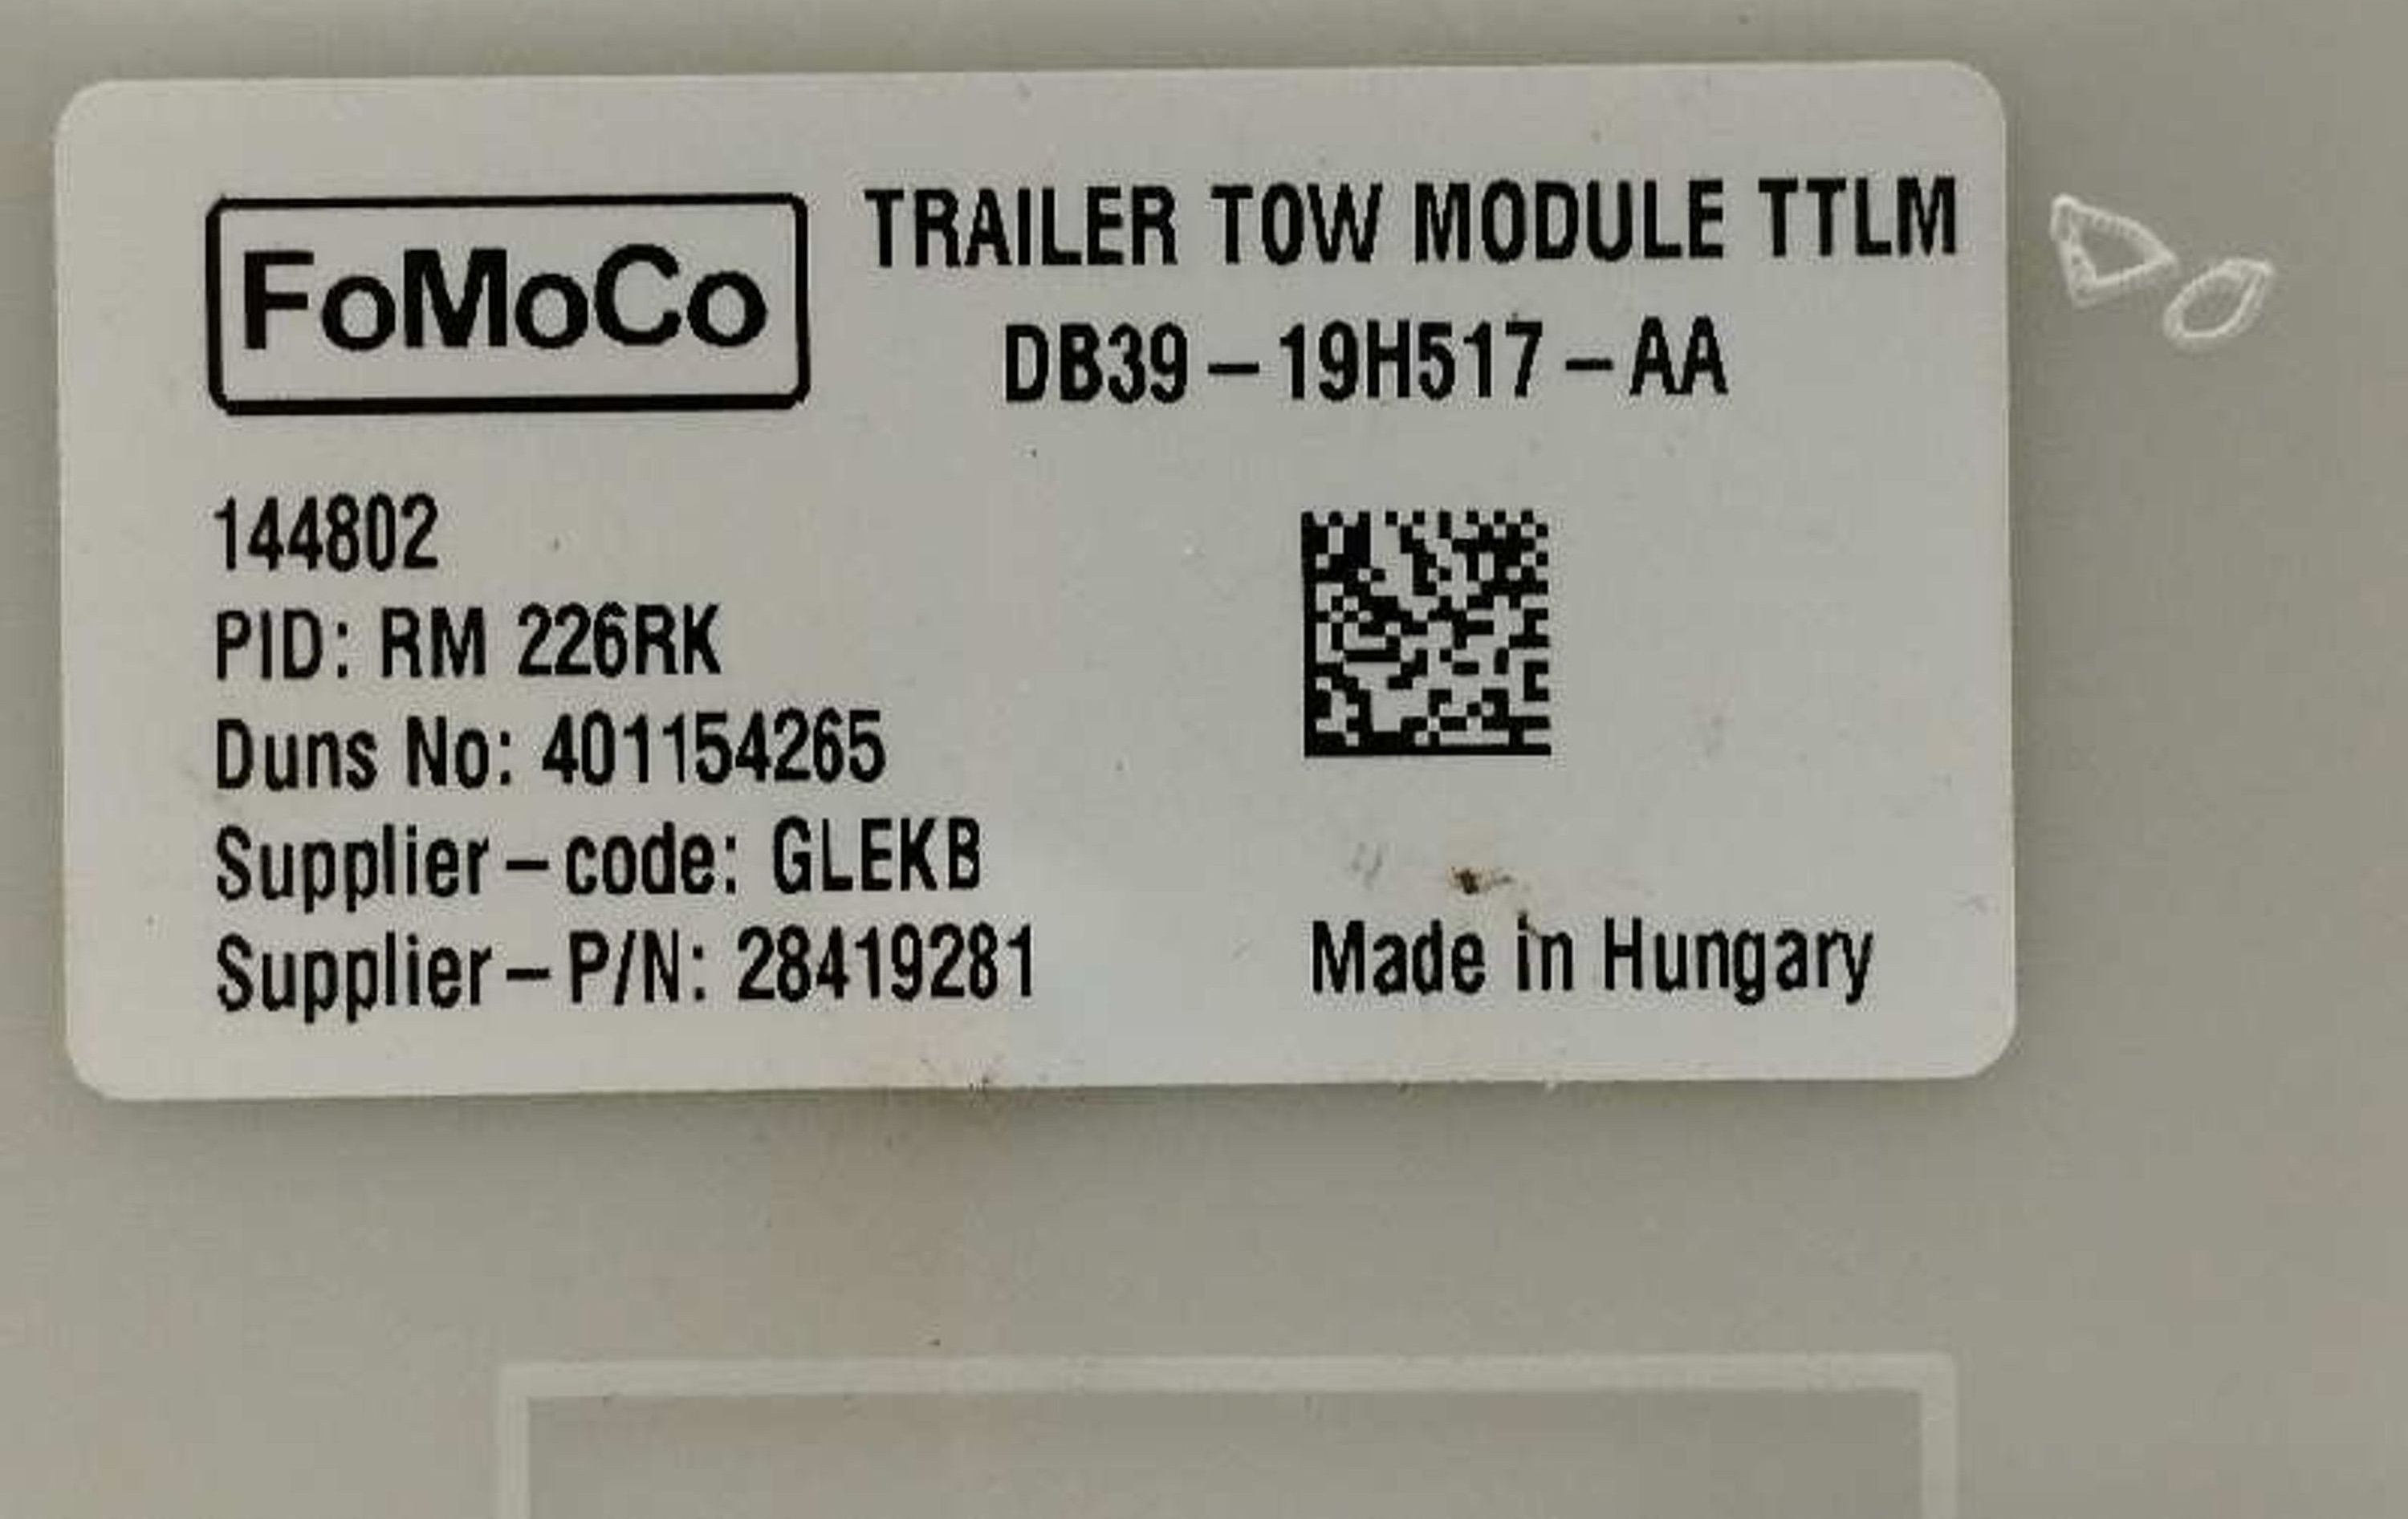 FoMoCo
TRAILER TOW MODULE TTLM
DB39-19H517-AA
144802
PID: RM 226RK
Duns No: 401154265
Supplier-code: GLEKB
Supplier-P/N: 28419281
Made in Hungary